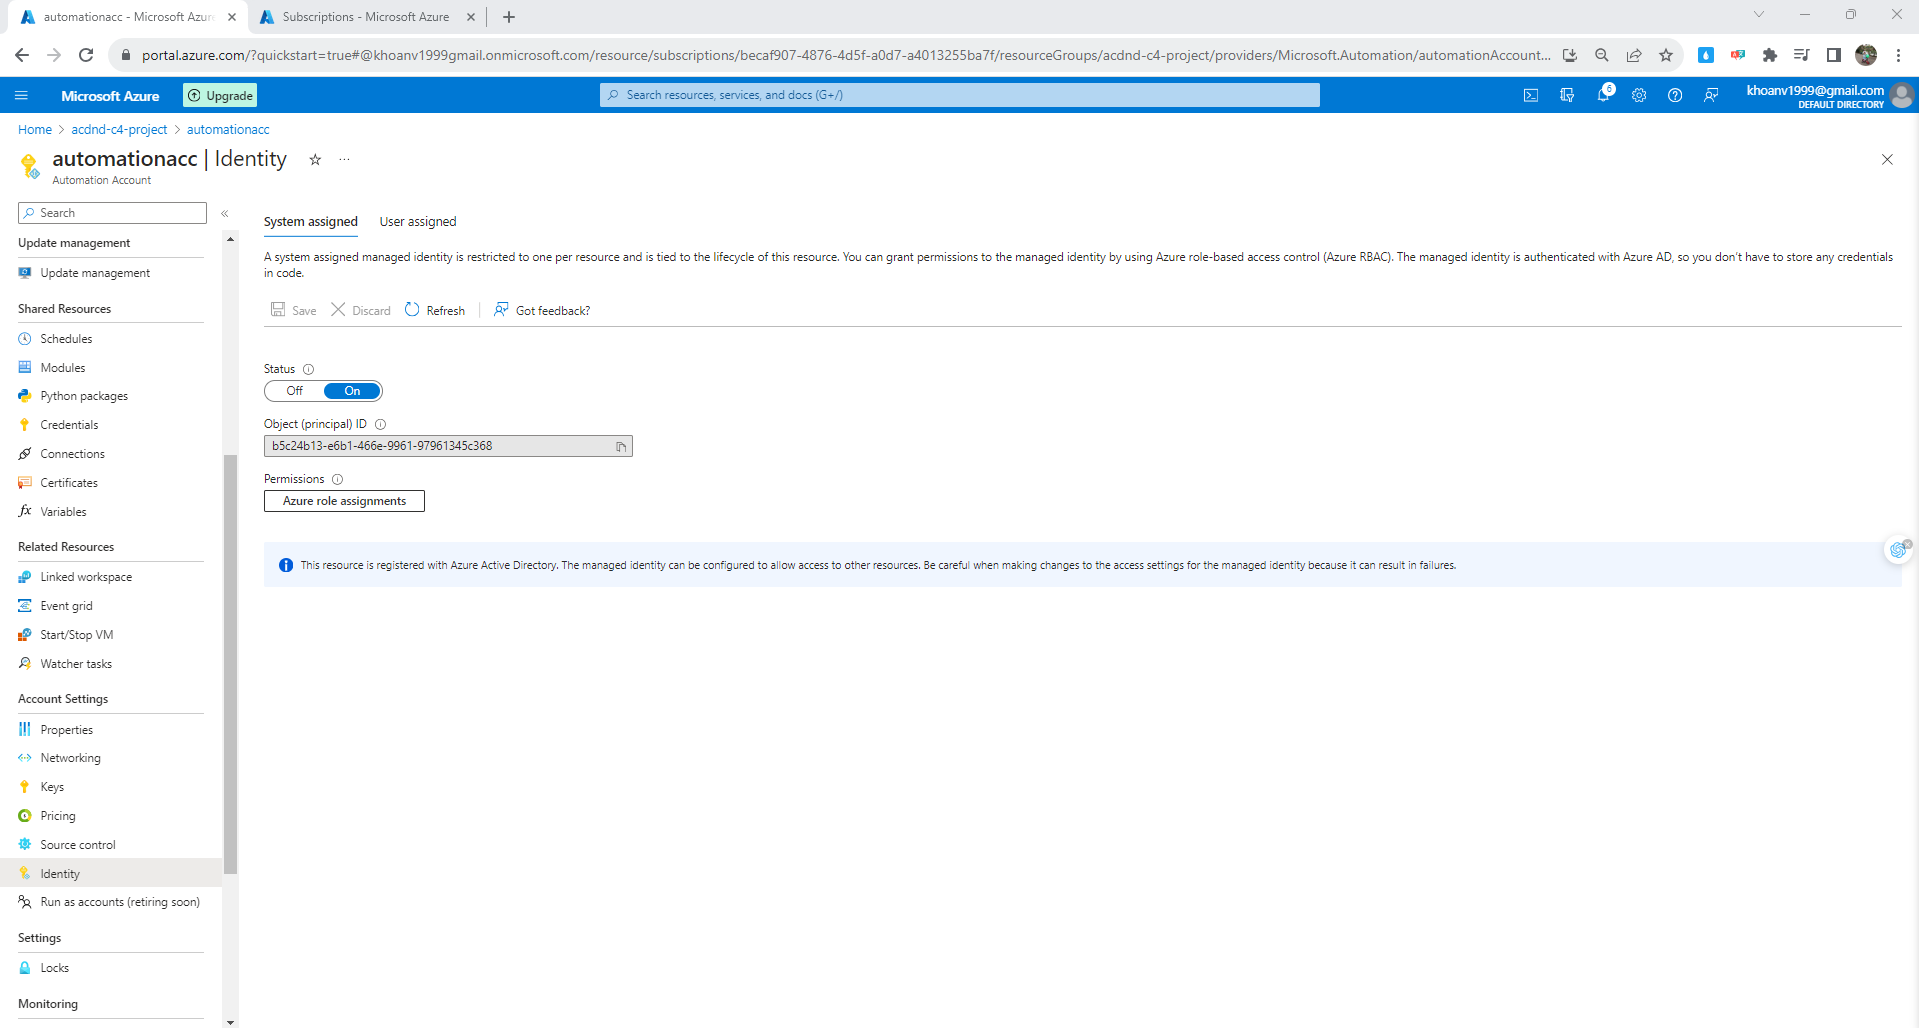 automationacc - Microsoft Azure
Subscriptions - Microsoft Azure
portal.azure.com/?quickstart=true#@khoanv1999gmail.onmicrosoft.com/resource/subscriptions/becaf907-4876-4d5f-a0d7-a4013255ba7f/resourceGroups/acdnd-c4-project/providers/Microsoft.Automation/automationAccount...
Microsoft Azure
Upgrade
Search resources, services, and docs (G+/)
6
khoanv1999@gmail.com
DEFAULT DIRECTORY
Home > acdnd-c4-project > automationacc
automationacc | Identity
Automation Account
Search
Update management
Update management
Shared Resources
Schedules
Modules
Python packages
Credentials
Connections
Certificates
Variables
Related Resources
Linked workspace
Event grid
Start/Stop VM
Watcher tasks
Account Settings
Properties
Networking
Keys
Pricing
Source control
Identity
Run as accounts (retiring soon)
Settings
Locks
Monitoring
System assigned User assigned
A system assigned managed identity is restricted to one per resource and is tied to the lifecycle of this resource. You can grant permissions to the managed identity by using Azure role-based access control (Azure RBAC). The managed identity is authenticated with Azure AD, so you don't have to store any credentials
in code.
Save Discard Refresh Got feedback?
Status
Off On
Object (principal) ID
b5c24b13-e6b1-466e-9961-97961345c368
Permissions
Azure role assignments
This resource is registered with Azure Active Directory. The managed identity can be configured to allow access to other resources. Be careful when making changes to the access settings for the managed identity because it can result in failures.